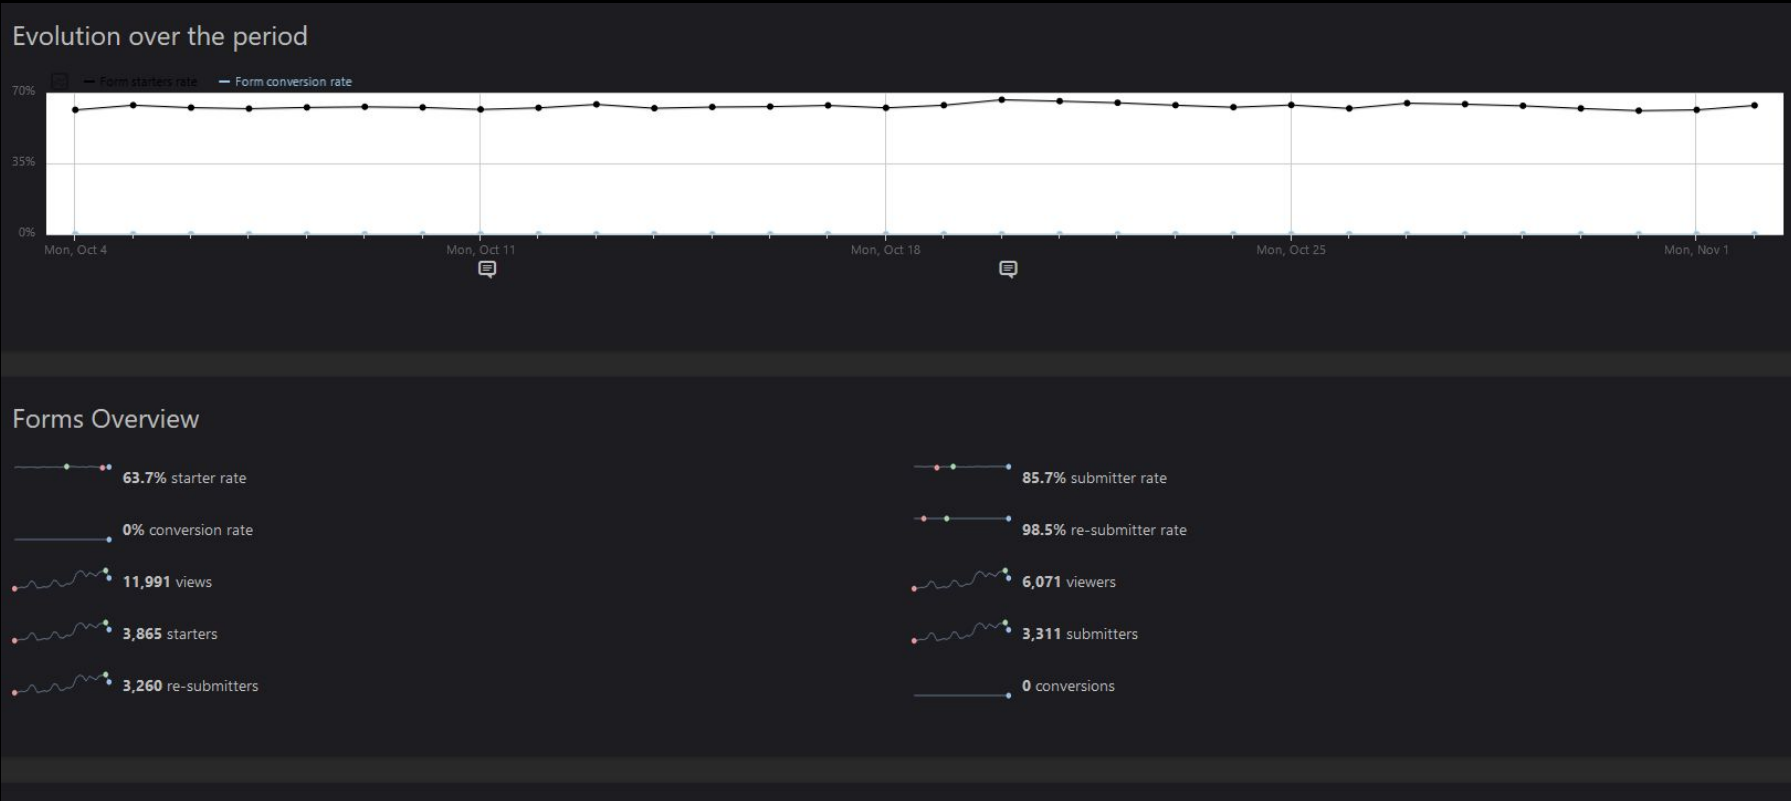 Evolution over the period
Form starters rate Form conversion rate
70%
35%
0%
Mon, Oct 4 Mon, Oct 11 Mon, Oct 18 Mon, Oct 25 Mon, Nov 1
Forms Overview
63.7% starter rate
85.7% submitter rate
0% conversion rate
98.5% re-submitter rate
11,991 views
6,071 viewers
3,865 starters
3,311 submitters
3,260 re-submitters
0 conversions